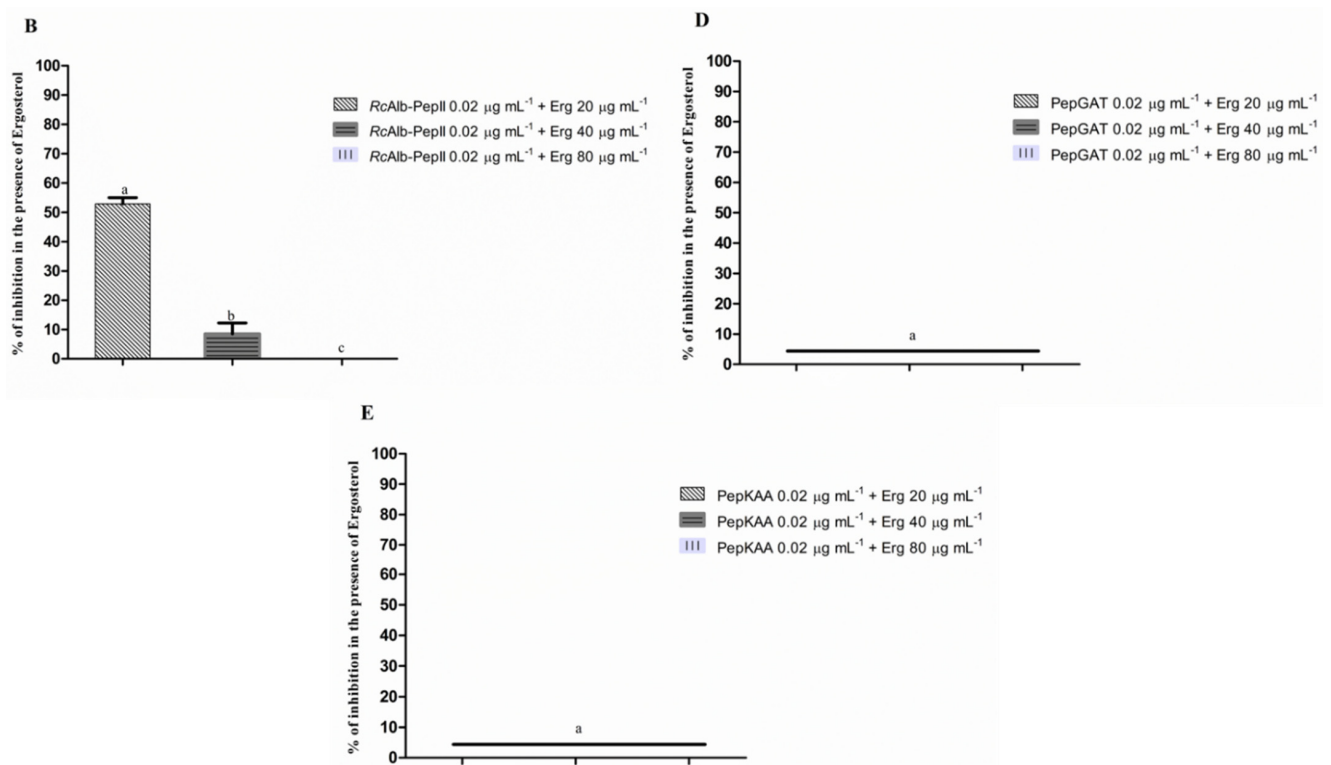 B
% of inhibition in the presence of Ergosterol
100
90
80
70
60
50
40
30
20
10
0
a
b
c
RcAlb-PepII 0.02 µg mL⁻¹ + Erg 20 µg mL⁻¹
RcAlb-PepII 0.02 µg mL⁻¹ + Erg 40 µg mL⁻¹
RcAlb-PepII 0.02 µg mL⁻¹ + Erg 80 µg mL⁻¹
D
% of inhibition in the presence of Ergosterol
100
90
80
70
60
50
40
30
20
10
0
a
PepGAT 0.02 µg mL⁻¹ + Erg 20 µg mL⁻¹
PepGAT 0.02 µg mL⁻¹ + Erg 40 µg mL⁻¹
PepGAT 0.02 µg mL⁻¹ + Erg 80 µg mL⁻¹
E
% of inhibition in the presence of Ergosterol
100
90
80
70
60
50
40
30
20
10
0
a
PepKAA 0.02 µg mL⁻¹ + Erg 20 µg mL⁻¹
PepKAA 0.02 µg mL⁻¹ + Erg 40 µg mL⁻¹
PepKAA 0.02 µg mL⁻¹ + Erg 80 µg mL⁻¹